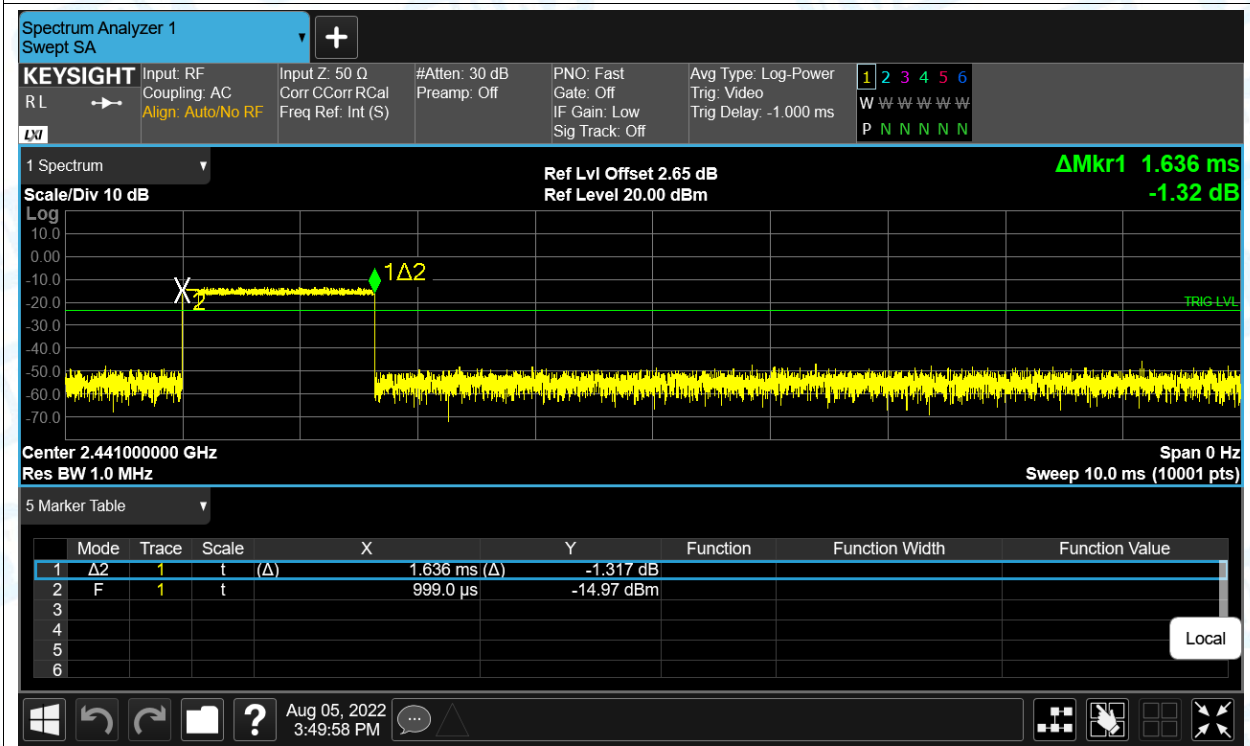 Spectrum Analyzer 1
Swept SA
+
KEYSIGHT
R L
LXI
Input: RF
Coupling: AC
Align: Auto/No RF
Input Z: 50 Ω
Corr CCorr RCal
Freq Ref: Int (S)
#Atten: 30 dB
Preamp: Off
PNO: Fast
Gate: Off
IF Gain: Low
Sig Track: Off
Avg Type: Log-Power
Trig: Video
Trig Delay: -1.000 ms
1 2 3 4 5 6
W W W W W W
P N N N N N
1 Spectrum
Scale/Div 10 dB
Ref Lvl Offset 2.65 dB
Ref Level 20.00 dBm
ΔMkr1 1.636 ms
-1.32 dB
Log
10.0
0.00
-10.0
-20.0
-30.0
-40.0
-50.0
-60.0
-70.0
X2
1Δ2
TRIG LVL
Center 2.441000000 GHz
Res BW 1.0 MHz
Span 0 Hz
Sweep 10.0 ms (10001 pts)
5 Marker Table
Mode Trace Scale X Y Function Function Width Function Value
1 Δ2 1 t (Δ) 1.636 ms (Δ) -1.317 dB
2 F 1 t 999.0 µs -14.97 dBm
3
4
5
6
Local
?
Aug 05, 2022
3:49:58 PM